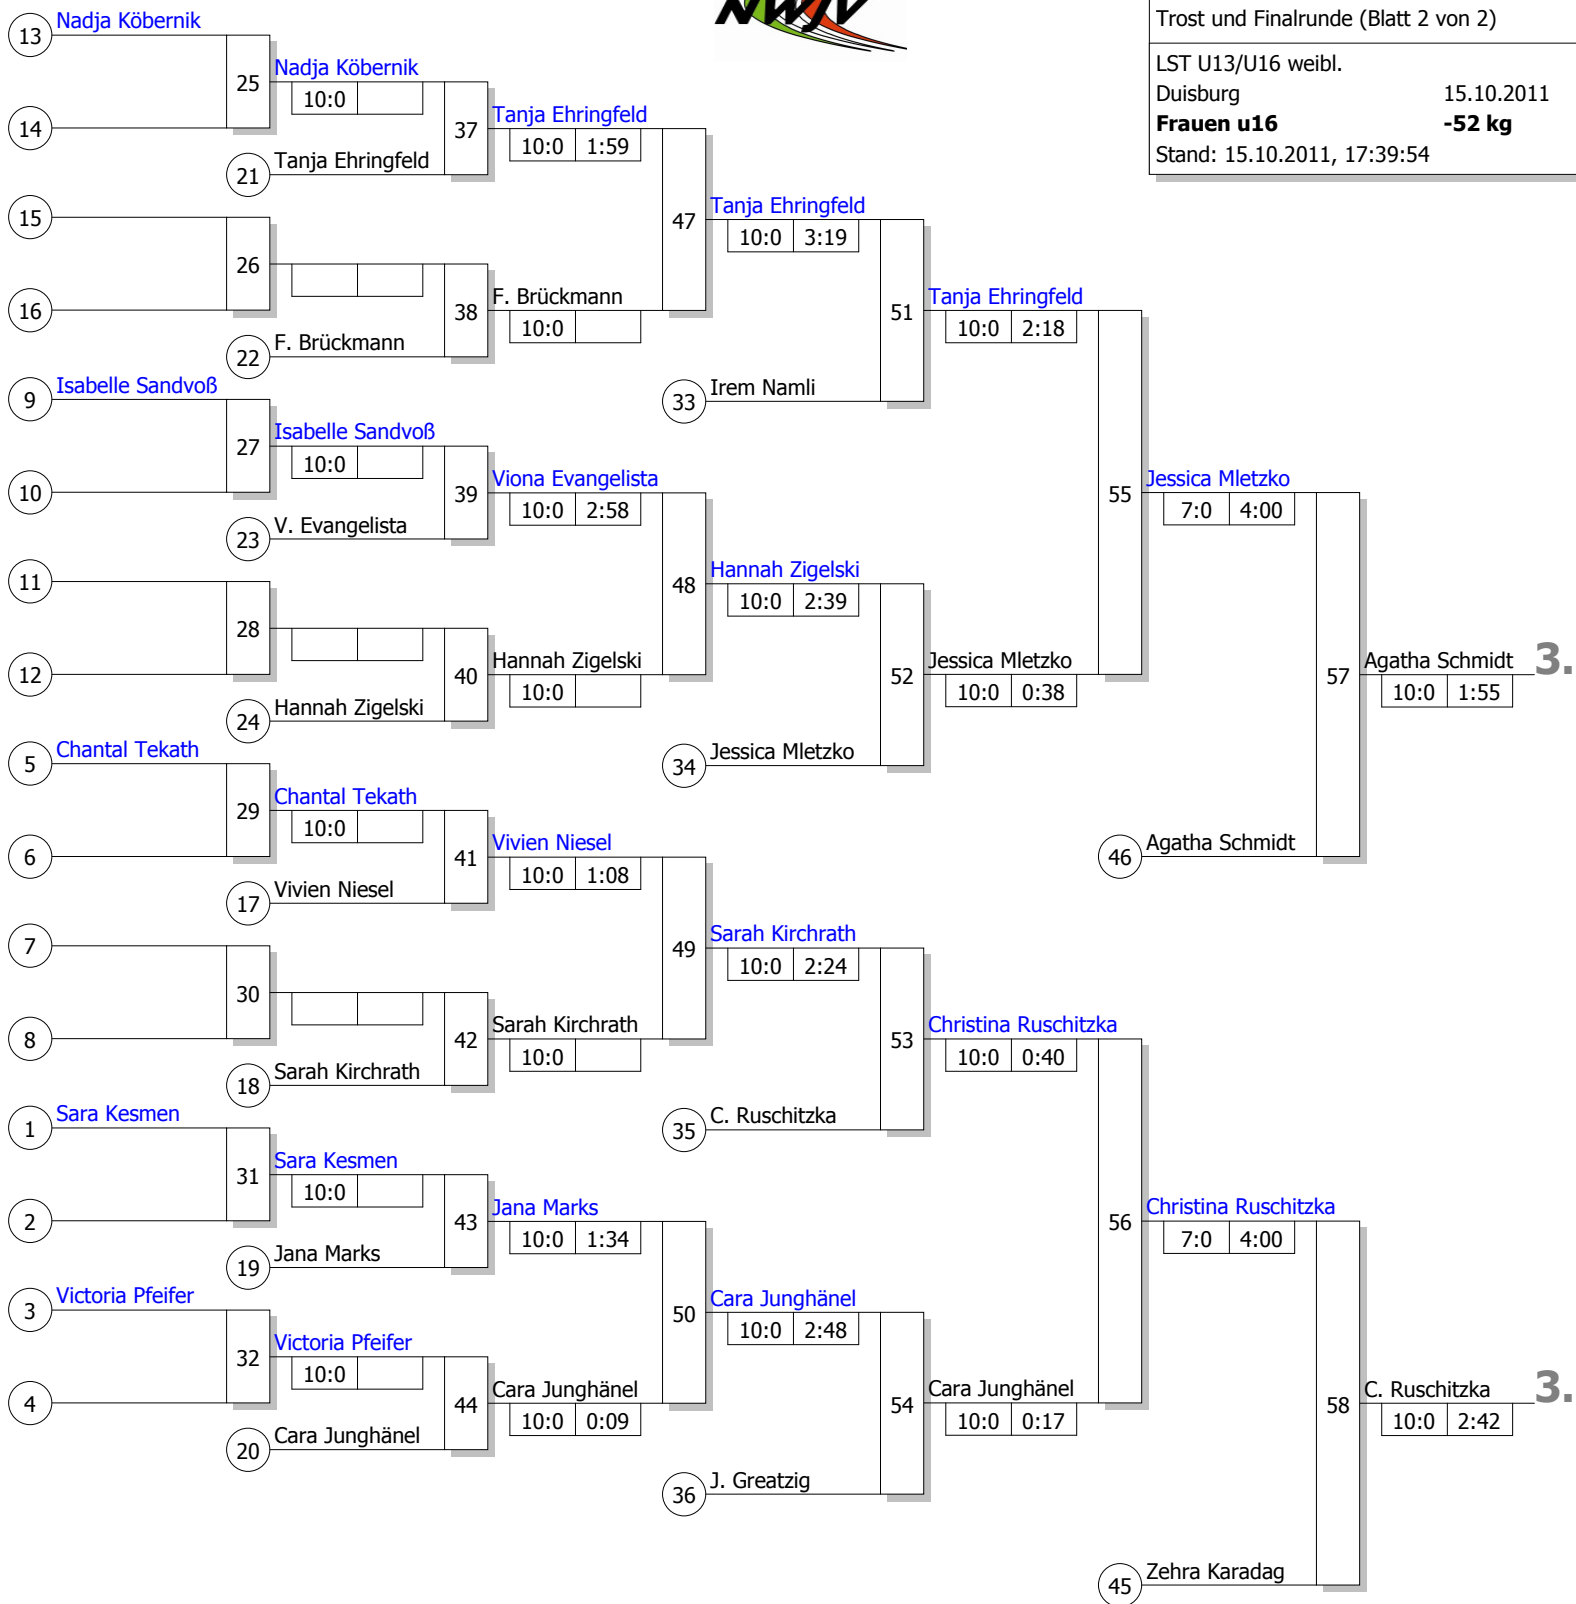 NWJV
Trost und Finalrunde (Blatt 2 von 2)
LST U13/U16 weibl.
Duisburg 15.10.2011
Frauen u16 -52 kg
Stand: 15.10.2011, 17:39:54
13 Nadja Köbernik
25 Nadja Köbernik
10:0
14
37 Tanja Ehringfeld
10:0 1:59
21 Tanja Ehringfeld
15
47 Tanja Ehringfeld
10:0 3:19
26
16
38 F. Brückmann
10:0
22 F. Brückmann
51 Tanja Ehringfeld
10:0 2:18
33 Irem Namli
9 Isabelle Sandvoß
27 Isabelle Sandvoß
10:0
10
39 Viona Evangelista
10:0 2:58
23 V. Evangelista
55 Jessica Mletzko
7:0 4:00
11
48 Hannah Zigelski
10:0 2:39
28
12
40 Hannah Zigelski
10:0
24 Hannah Zigelski
52 Jessica Mletzko
10:0 0:38
34 Jessica Mletzko
57 Agatha Schmidt 3.
10:0 1:55
46 Agatha Schmidt
5 Chantal Tekath
29 Chantal Tekath
10:0
6
41 Vivien Niesel
10:0 1:08
17 Vivien Niesel
7
49 Sarah Kirchrath
10:0 2:24
30
8
42 Sarah Kirchrath
10:0
18 Sarah Kirchrath
53 Christina Ruschitzka
10:0 0:40
35 C. Ruschitzka
1 Sara Kesmen
31 Sara Kesmen
10:0
2
43 Jana Marks
10:0 1:34
19 Jana Marks
56 Christina Ruschitzka
7:0 4:00
3 Victoria Pfeifer
50 Cara Junghänel
10:0 2:48
32 Victoria Pfeifer
10:0
4
44 Cara Junghänel
10:0 0:09
20 Cara Junghänel
54 Cara Junghänel
10:0 0:17
36 J. Greatzig
58 C. Ruschitzka 3.
10:0 2:42
45 Zehra Karadag